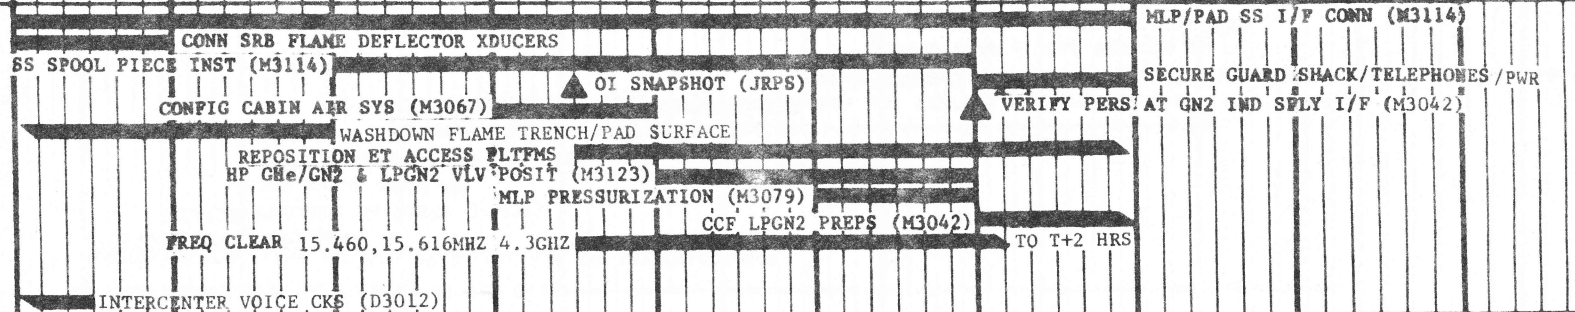 MLP/PAD SS I/F CONN (M3114)
CONN SRB FLAME DEFLECTOR XDUCERS
SS SPOOL PIECE INST (M3114)
OI SNAPSHOT (JRPS)
SECURE GUARD SHACK/TELEPHONES/PWR
CONFIG CABIN AIR SYS (M3067)
VERIFY PERS AT GN2 IND SPLY I/F (M3042)
WASHDOWN FLAME TRENCH/PAD SURFACE
REPOSITION ET ACCESS PLTFMS
HP GHe/GN2 & LPGN2 VLV POSIT (M3123)
MLP PRESSURIZATION (M3079)
CCF LPGN2 PREPS (M3042)
FREQ CLEAR 15.460,15.616MHZ 4.3GHZ
TO T+2 HRS
INTERCENTER VOICE CKS (D3012)